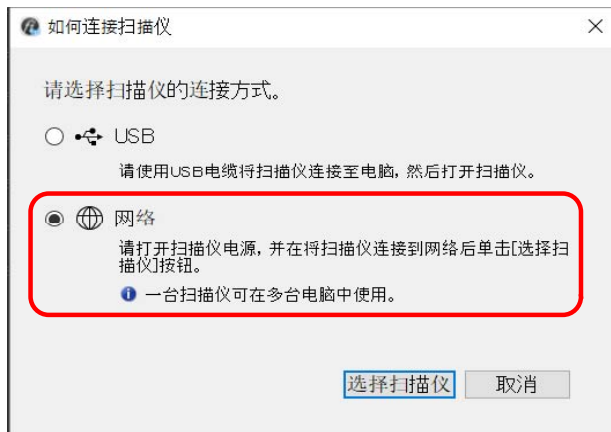 如何连接扫描仪
请选择扫描仪的连接方式。
USB
请使用USB电缆将扫描仪连接至电脑,然后打开扫描仪。
网络
请打开扫描仪电源,并在将扫描仪连接到网络后单击[选择扫
描仪]按钮。
一台扫描仪可在多台电脑中使用。
选择扫描仪 取消